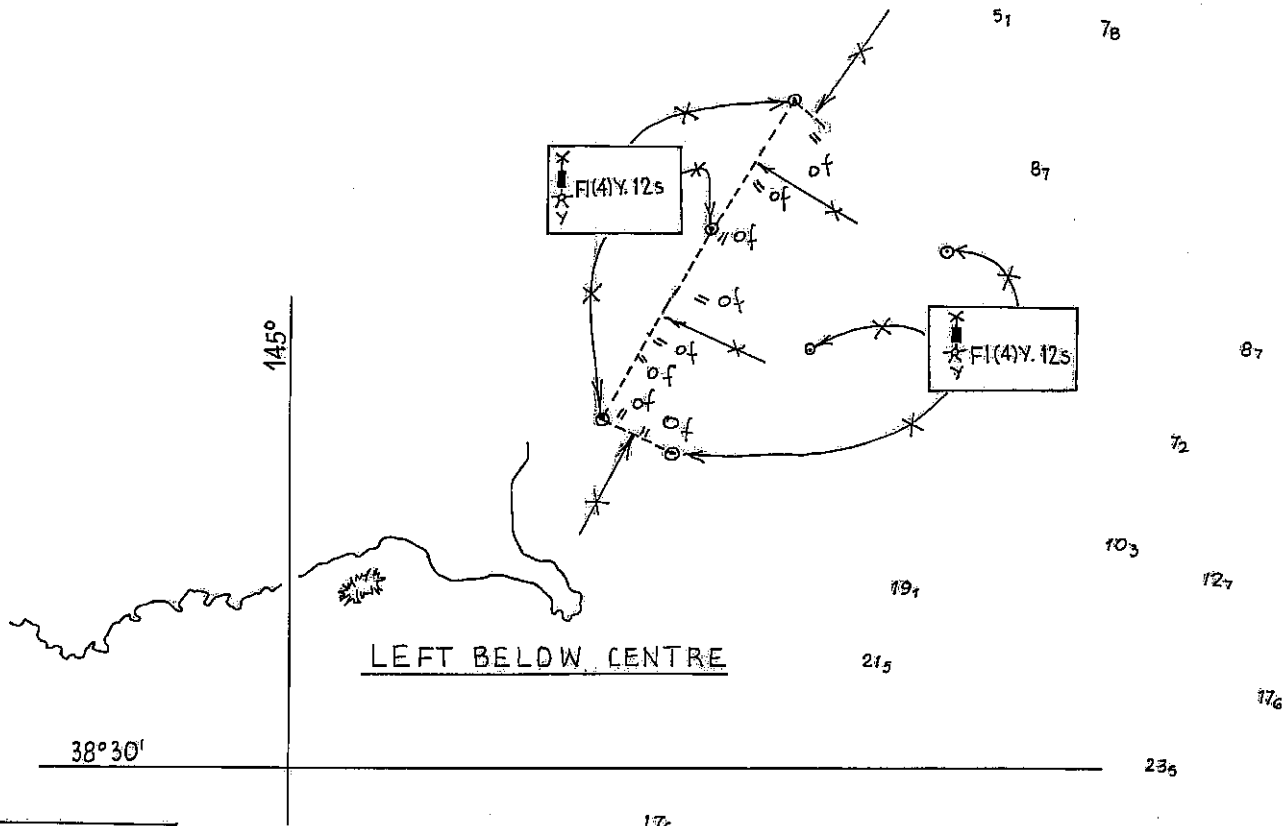 5₁
7₈
Fl(4)Y.12s
Y
8₇
" of
" of
" of
" of
Fl(4)Y.12s
Y
145°
8₇
" of
" of
" of
" of
7₂
10₃
12₇
19₁
LEFT BELOW CENTRE
21₅
17₆
38°30'
23₅